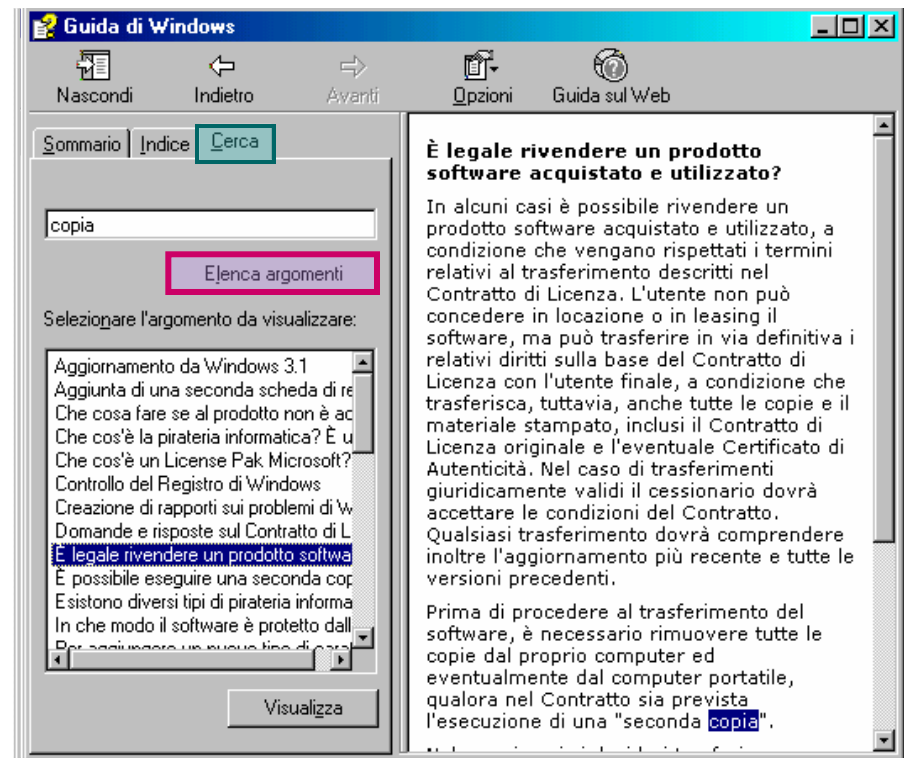 Guida di Windows
Nascondi Indietro Avanti Opzioni Guida sul Web
Sommario Indice Cerca
copia
Elenca argomenti
Selezionare l'argomento da visualizzare:
Aggiornamento da Windows 3.1
Aggiunta di una seconda scheda di re
Che cosa fare se al prodotto non è ac
Che cos'è la pirateria informatica? È u
Che cos'è un License Pak Microsoft?
Controllo del Registro di Windows
Creazione di rapporti sui problemi di W
Domande e risposte sul Contratto di L
È legale rivendere un prodotto softwa
È possibile eseguire una seconda cop
Esistono diversi tipi di pirateria informa
In che modo il software è protetto dall
Per aggiungere un nuovo tipo di
Visualizza
È legale rivendere un prodotto
software acquistato e utilizzato?
In alcuni casi è possibile rivendere un
prodotto software acquistato e utilizzato, a
condizione che vengano rispettati i termini
relativi al trasferimento descritti nel
Contratto di Licenza. L'utente non può
concedere in locazione o in leasing il
software, ma può trasferire in via definitiva i
relativi diritti sulla base del Contratto di
Licenza con l'utente finale, a condizione che
trasferisca, tuttavia, anche tutte le copie e il
materiale stampato, inclusi il Contratto di
Licenza originale e l'eventuale Certificato di
Autenticità. Nel caso di trasferimenti
giuridicamente validi il cessionario dovrà
accettare le condizioni del Contratto.
Qualsiasi trasferimento dovrà comprendere
inoltre l'aggiornamento più recente e tutte le
versioni precedenti.
Prima di procedere al trasferimento del
software, è necessario rimuovere tutte le
copie dal proprio computer ed
eventualmente dal computer portatile,
qualora nel Contratto sia prevista
l'esecuzione di una "seconda copia".